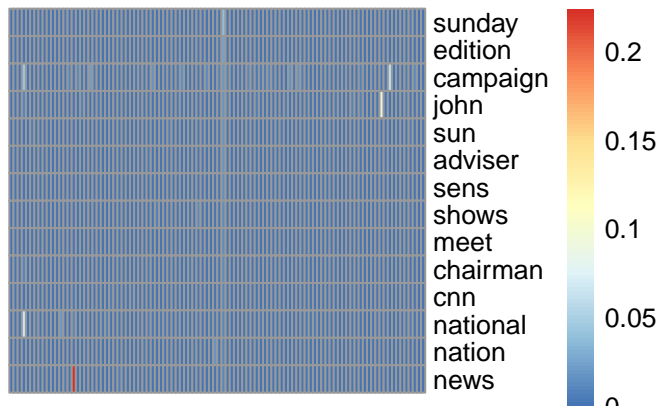 sunday
edition
campaign
john
sun
adviser
sens
shows
meet
chairman
cnn
national
nation
news
0.2
0.15
0.1
0.05
0